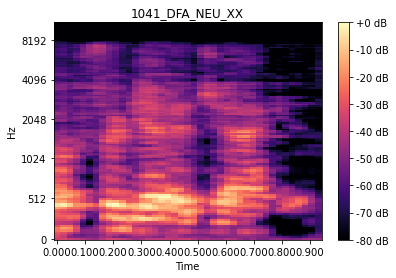 1041_DFA_NEU_XX
8192
4096
2048
1024
512
0
Hz
0.0000.1000.2000.3000.4000.5000.6000.7000.8000.900
Time
+0 dB
-10 dB
-20 dB
-30 dB
-40 dB
-50 dB
-60 dB
-70 dB
-80 dB